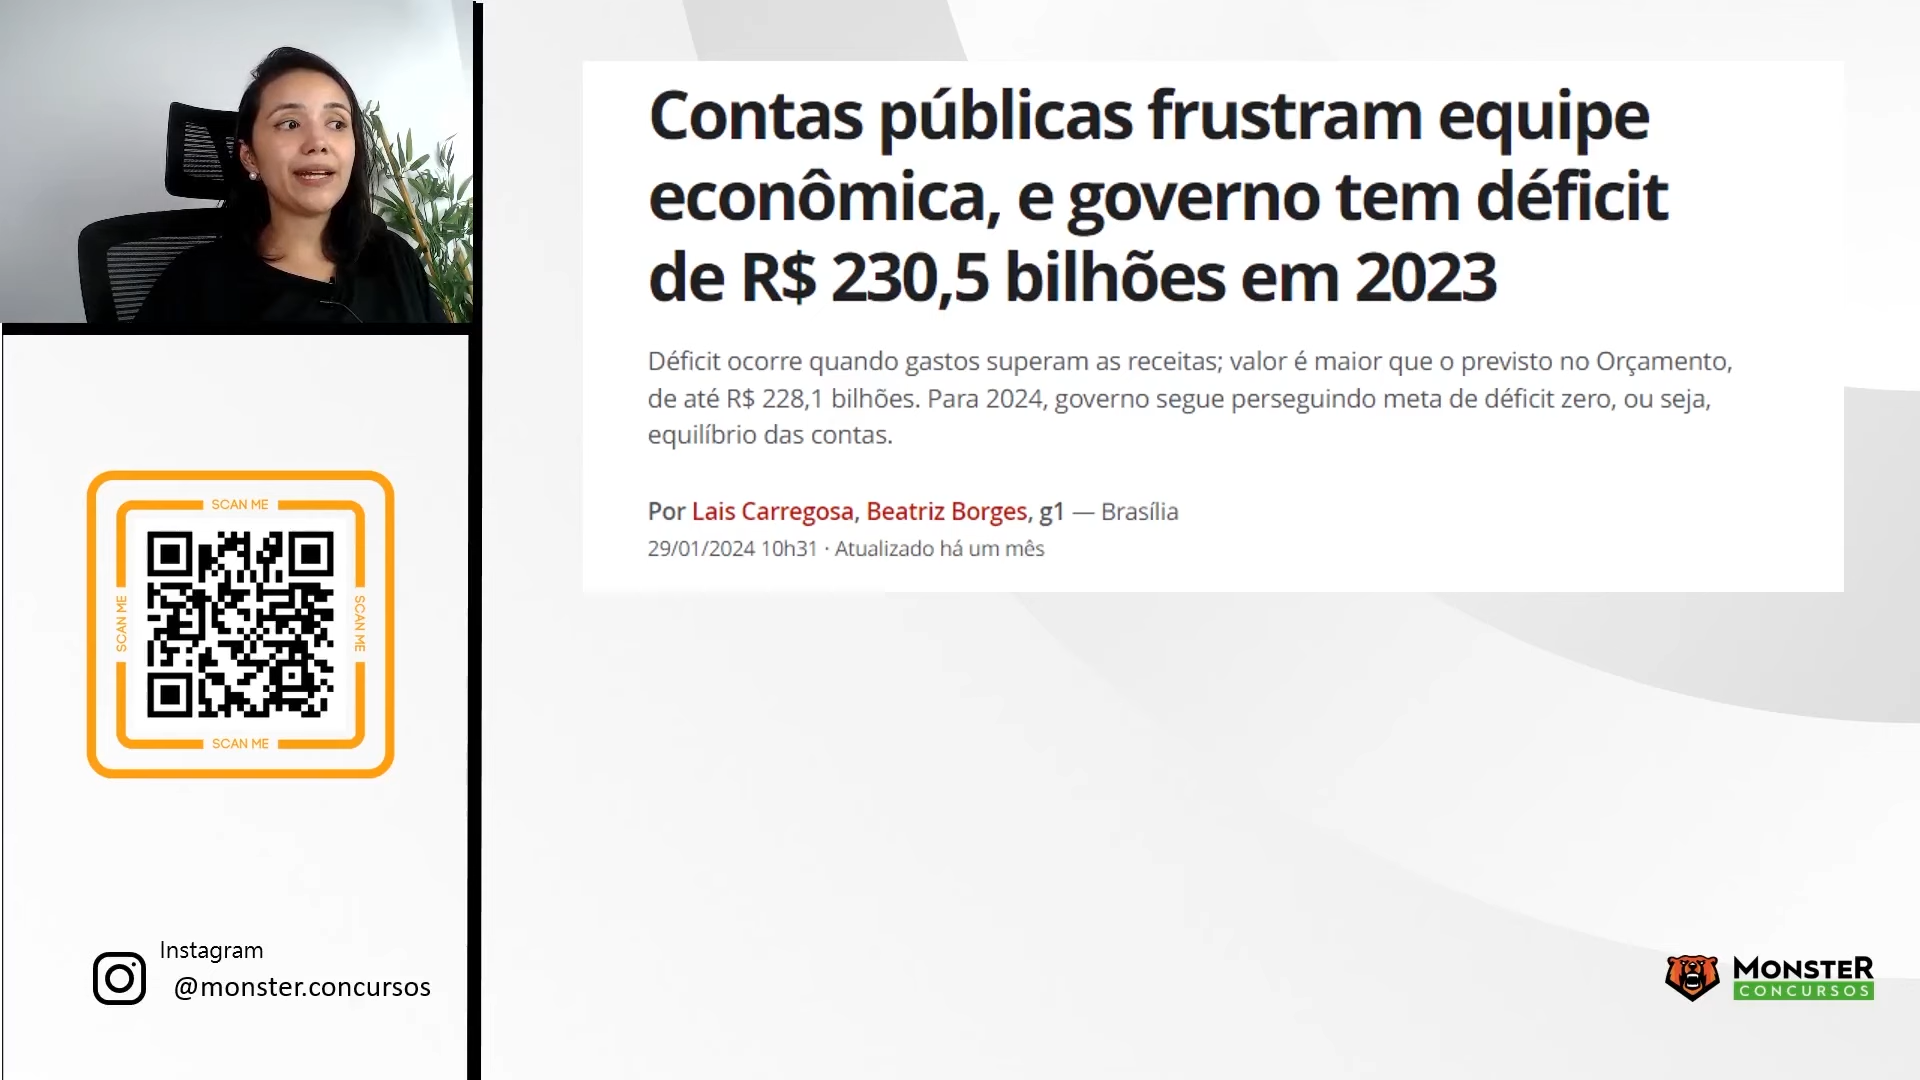 Contas públicas frustram equipe
econômica, e governo tem déficit
de R$ 230,5 bilhões em 2023
Déficit ocorre quando gastos superam as receitas; valor é maior que o previsto no Orçamento,
de até R$ 228,1 bilhões. Para 2024, governo segue perseguindo meta de déficit zero, ou seja,
equilíbrio das contas.
Por Lais Carregosa, Beatriz Borges, g1 — Brasília
29/01/2024 10h31 · Atualizado há um mês
SCAN ME
SCAN ME
SCAN ME
SCAN ME
Instagram
@monster.concursos
MONSTER
CONCURSOS